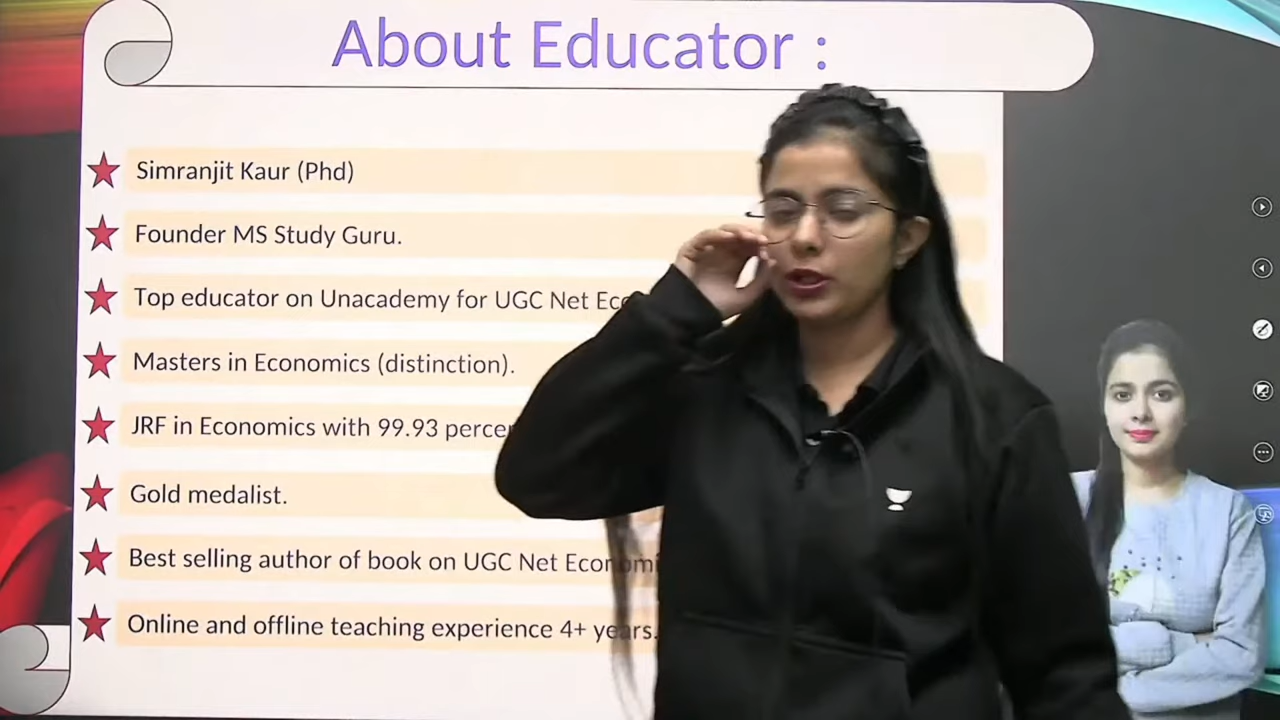 About Educator :
Simranjit Kaur (Phd)
Founder MS Study Guru.
Top educator on Unacademy for UGC Net
Masters in Economics (distinction).
JRF in Economics with 99.93
Gold medalist.
Best selling author of book on UGC Net Economi
Online and offline teaching experience 4+ years.